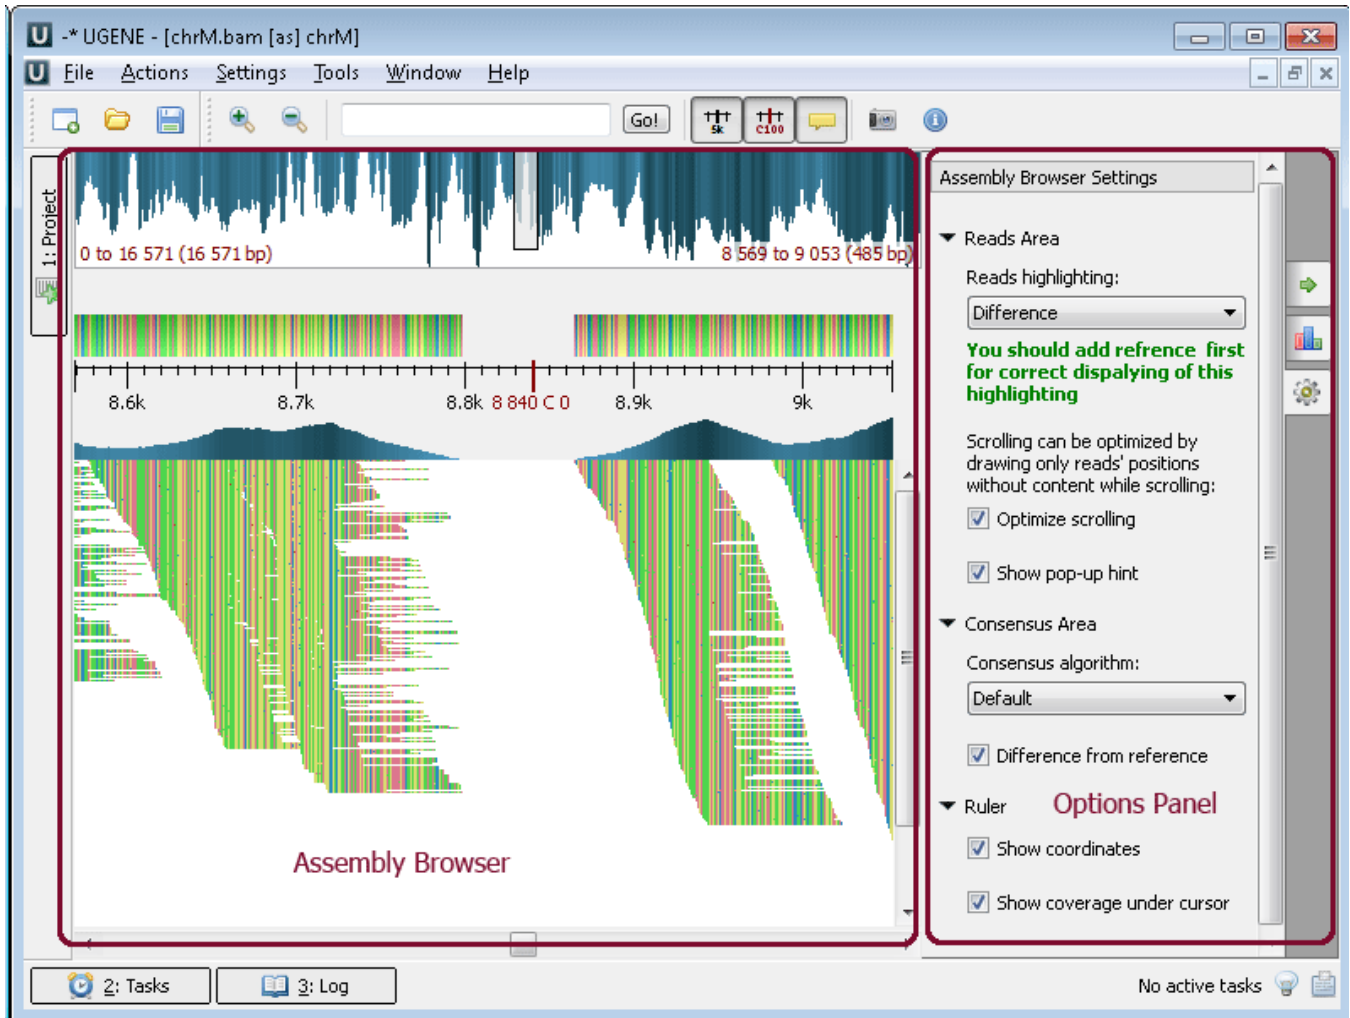 U -* UGENE - [chrM.bam [as] chrM]
U File Actions Settings Tools Window Help
Go! 5k C100
1: Project
0 to 16 571 (16 571 bp) 8 569 to 9 053 (485 bp)
8.6k 8.7k 8.8k 8 840 C 0 8.9k 9k
Assembly Browser
Assembly Browser Settings
Reads Area
Reads highlighting:
Difference
You should add refrence first
for correct dispalying of this
highlighting
Scrolling can be optimized by
drawing only reads' positions
without content while scrolling:
Optimize scrolling
Show pop-up hint
Consensus Area
Consensus algorithm:
Default
Difference from reference
Ruler Options Panel
Show coordinates
Show coverage under cursor
2: Tasks 3: Log No active tasks